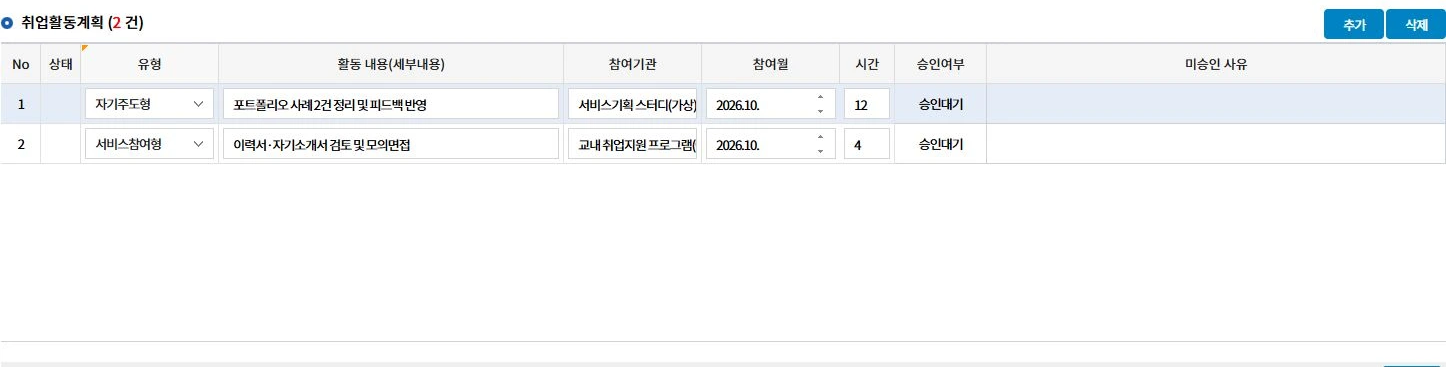 취업활동계획 (2 건)
추가 삭제
No 상태 유형 활동 내용(세부내용) 참여기관 참여월 시간 승인여부 미승인 사유
1 자기주도형 포트폴리오 사례 2건 정리 및 피드백 반영 서비스기획 스터디(가상) 2026.10. 12 승인대기
2 서비스참여형 이력서·자기소개서 검토 및 모의면접 교내 취업지원 프로그램( 2026.10. 4 승인대기